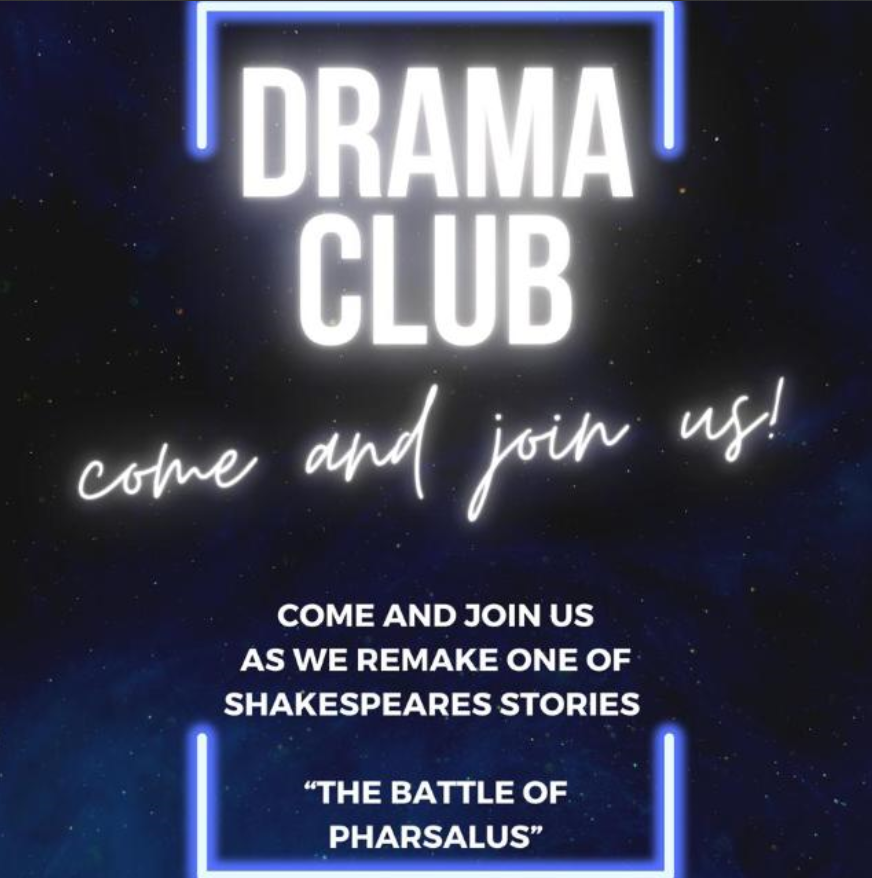 DRAMA
CLUB
come and join us!
COME AND JOIN US
AS WE REMAKE ONE OF
SHAKESPEARES STORIES
“THE BATTLE OF
PHARSALUS”